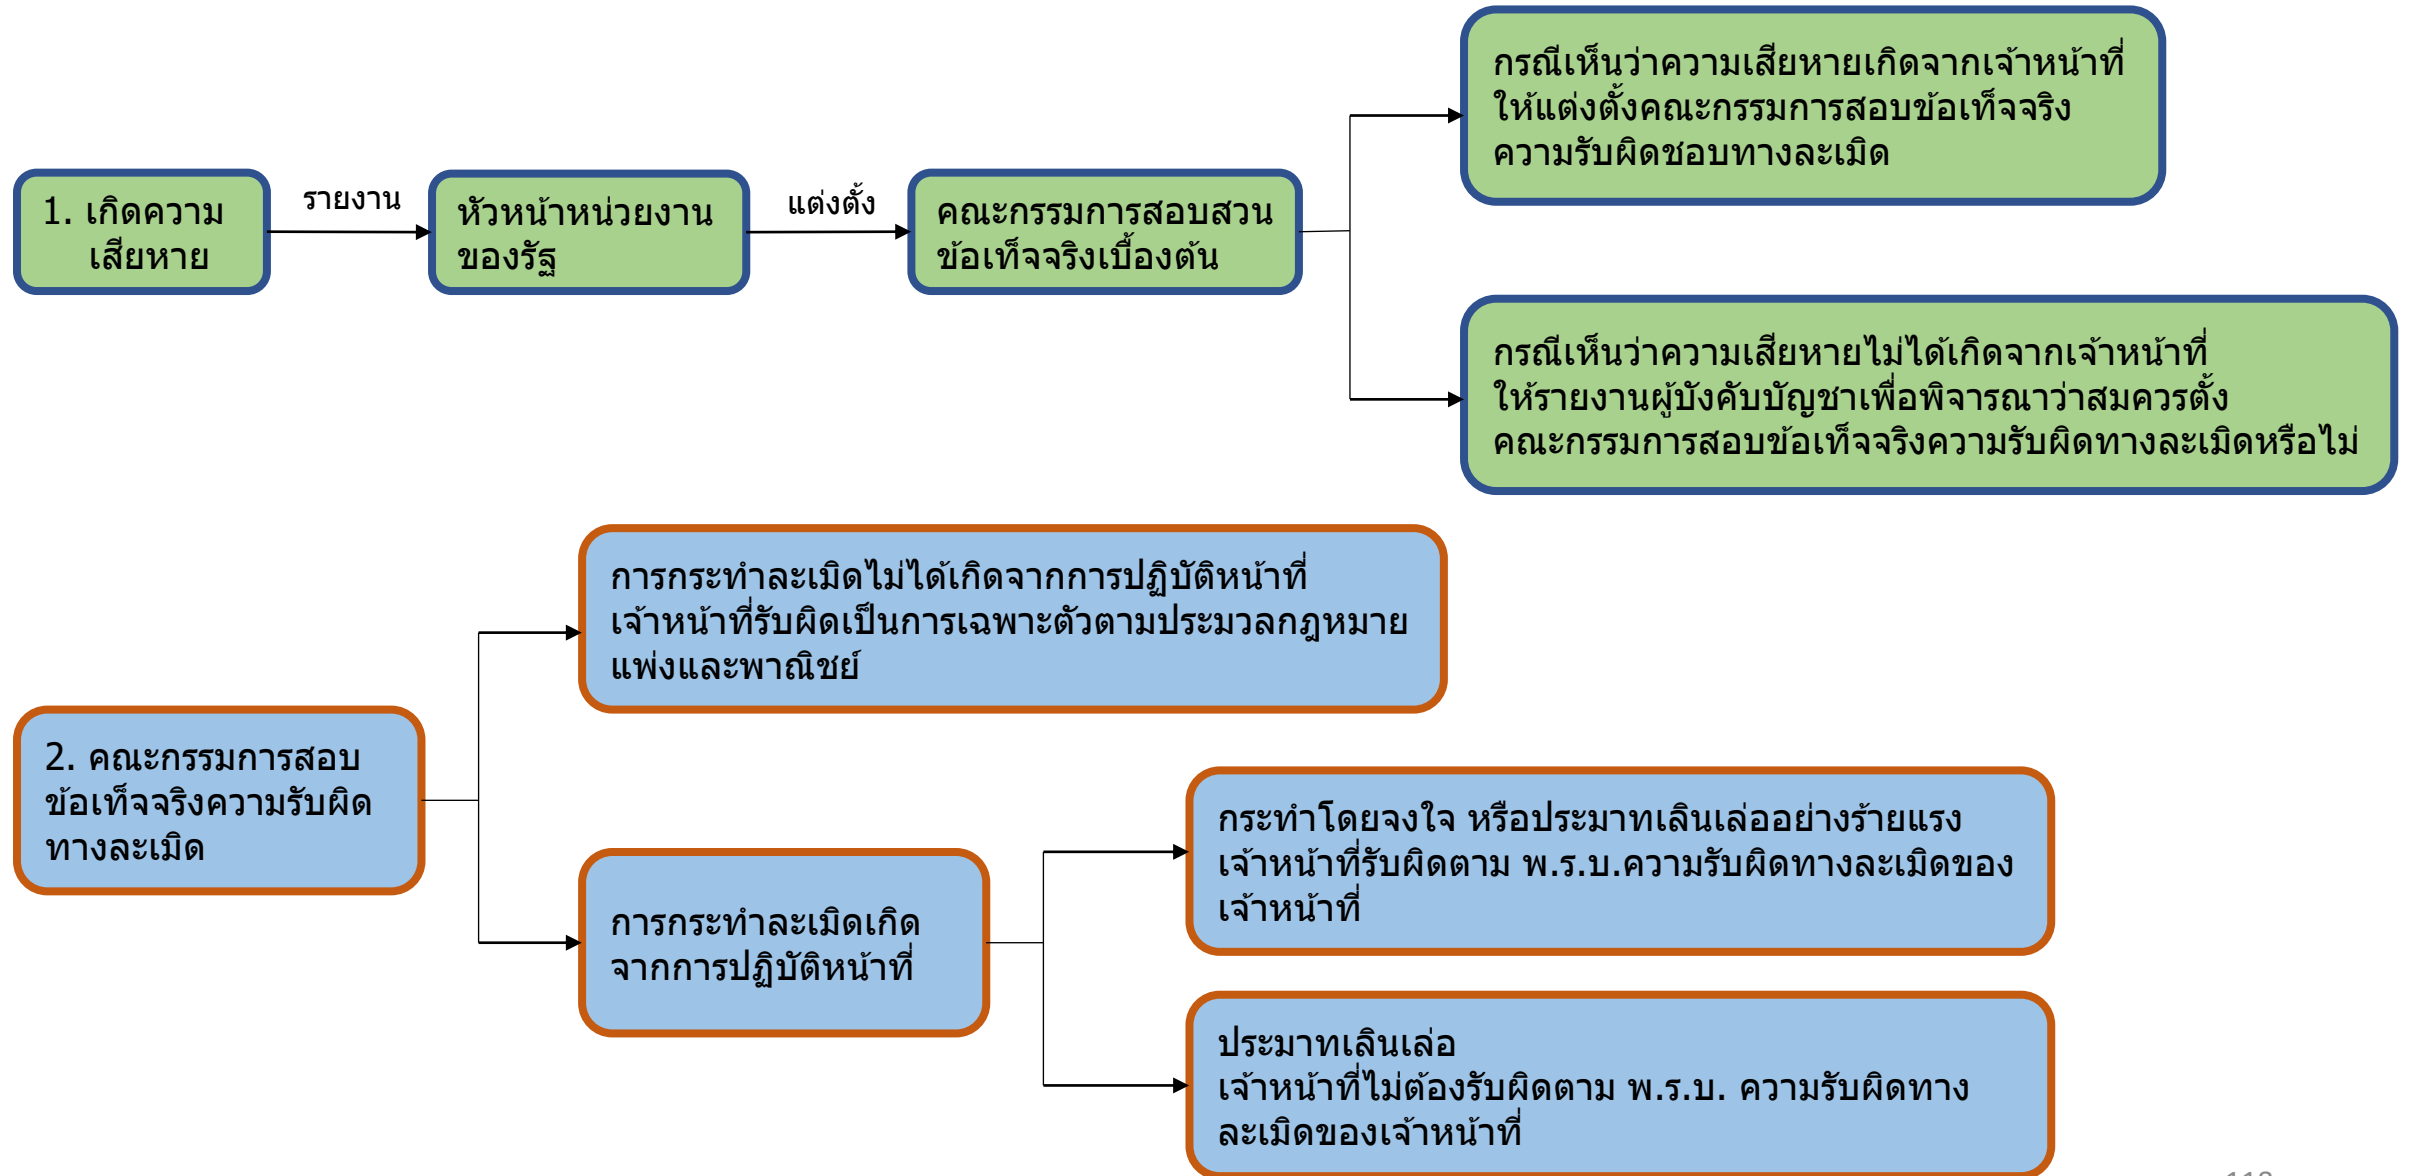 1. เกิดความ
เสียหาย
รายงาน
หัวหน้าหน่วยงาน
ของรัฐ
แต่งตั้ง
คณะกรรมการสอบสวน
ข้อเท็จจริงเบื้องต้น
กรณีเห็นว่าความเสียหายเกิดจากเจ้าหน้าที่
ให้แต่งตั้งคณะกรรมการสอบข้อเท็จจริง
ความรับผิดชอบทางละเมิด
กรณีเห็นว่าความเสียหายไม่ได้เกิดจากเจ้าหน้าที่
ให้รายงานผู้บังคับบัญชาเพื่อพิจารณาว่าสมควรตั้ง
คณะกรรมการสอบข้อเท็จจริงความรับผิดทางละเมิดหรือไม่
2. คณะกรรมการสอบ
ข้อเท็จจริงความรับผิด
ทางละเมิด
การกระทำละเมิดไม่ได้เกิดจากการปฏิบัติหน้าที่
เจ้าหน้าที่รับผิดเป็นการเฉพาะตัวตามประมวลกฎหมาย
แพ่งและพาณิชย์
การกระทำละเมิดเกิด
จากการปฏิบัติหน้าที่
กระทำโดยจงใจ หรือประมาทเลินเล่ออย่างร้ายแรง
เจ้าหน้าที่รับผิดตาม พ.ร.บ.ความรับผิดทางละเมิดของ
เจ้าหน้าที่
ประมาทเลินเล่อ
เจ้าหน้าที่ไม่ต้องรับผิดตาม พ.ร.บ. ความรับผิดทาง
ละเมิดของเจ้าหน้าที่